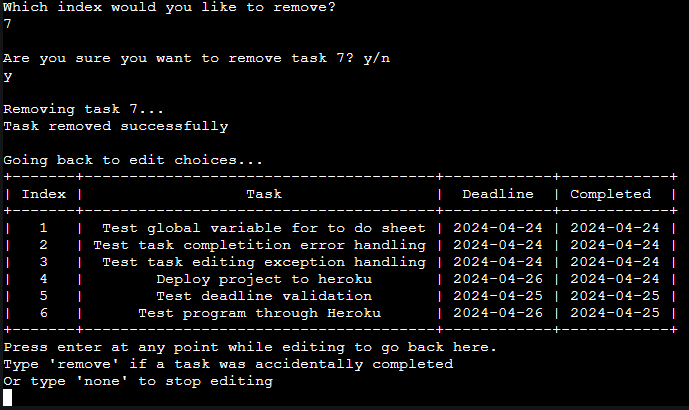 Which index would you like to remove?
7
Are you sure you want to remove task 7? y/n
y
Removing task 7...
Task removed successfully
Going back to edit choices...
+-------+---------------------------------------+------------+------------+
| Index |                  Task                 |  Deadline  | Completed  |
+-------+---------------------------------------+------------+------------+
|   1   |  Test global variable for to do sheet | 2024-04-24 | 2024-04-24 |
|   2   | Test task completition error handling | 2024-04-24 | 2024-04-24 |
|   3   |  Test task editing exception handling | 2024-04-24 | 2024-04-24 |
|   4   |        Deploy project to heroku       | 2024-04-26 | 2024-04-24 |
|   5   |        Test deadline validation       | 2024-04-25 | 2024-04-25 |
|   6   |      Test program through Heroku      | 2024-04-26 | 2024-04-25 |
+-------+---------------------------------------+------------+------------+
Press enter at any point while editing to go back here.
Type 'remove' if a task was accidentally completed
Or type 'none' to stop editing